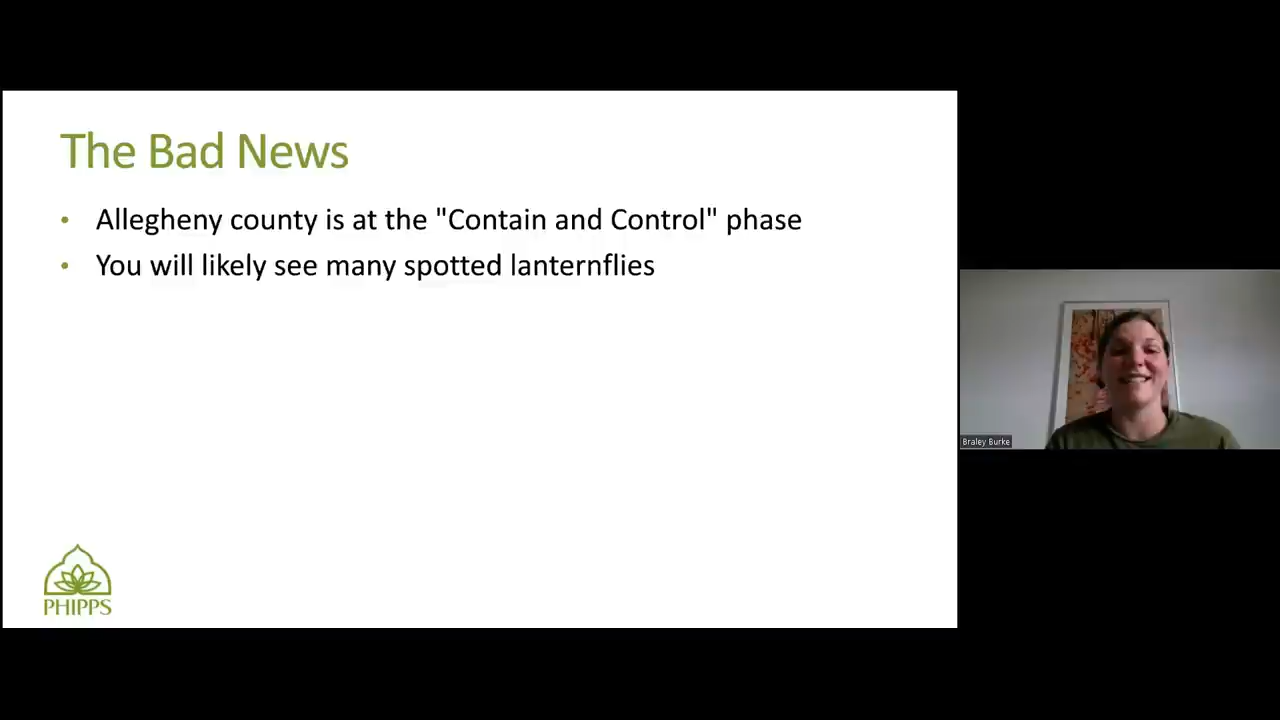 The Bad News
• Allegheny county is at the "Contain and Control" phase
• You will likely see many spotted lanternflies
PHIPPS
Braley Burke